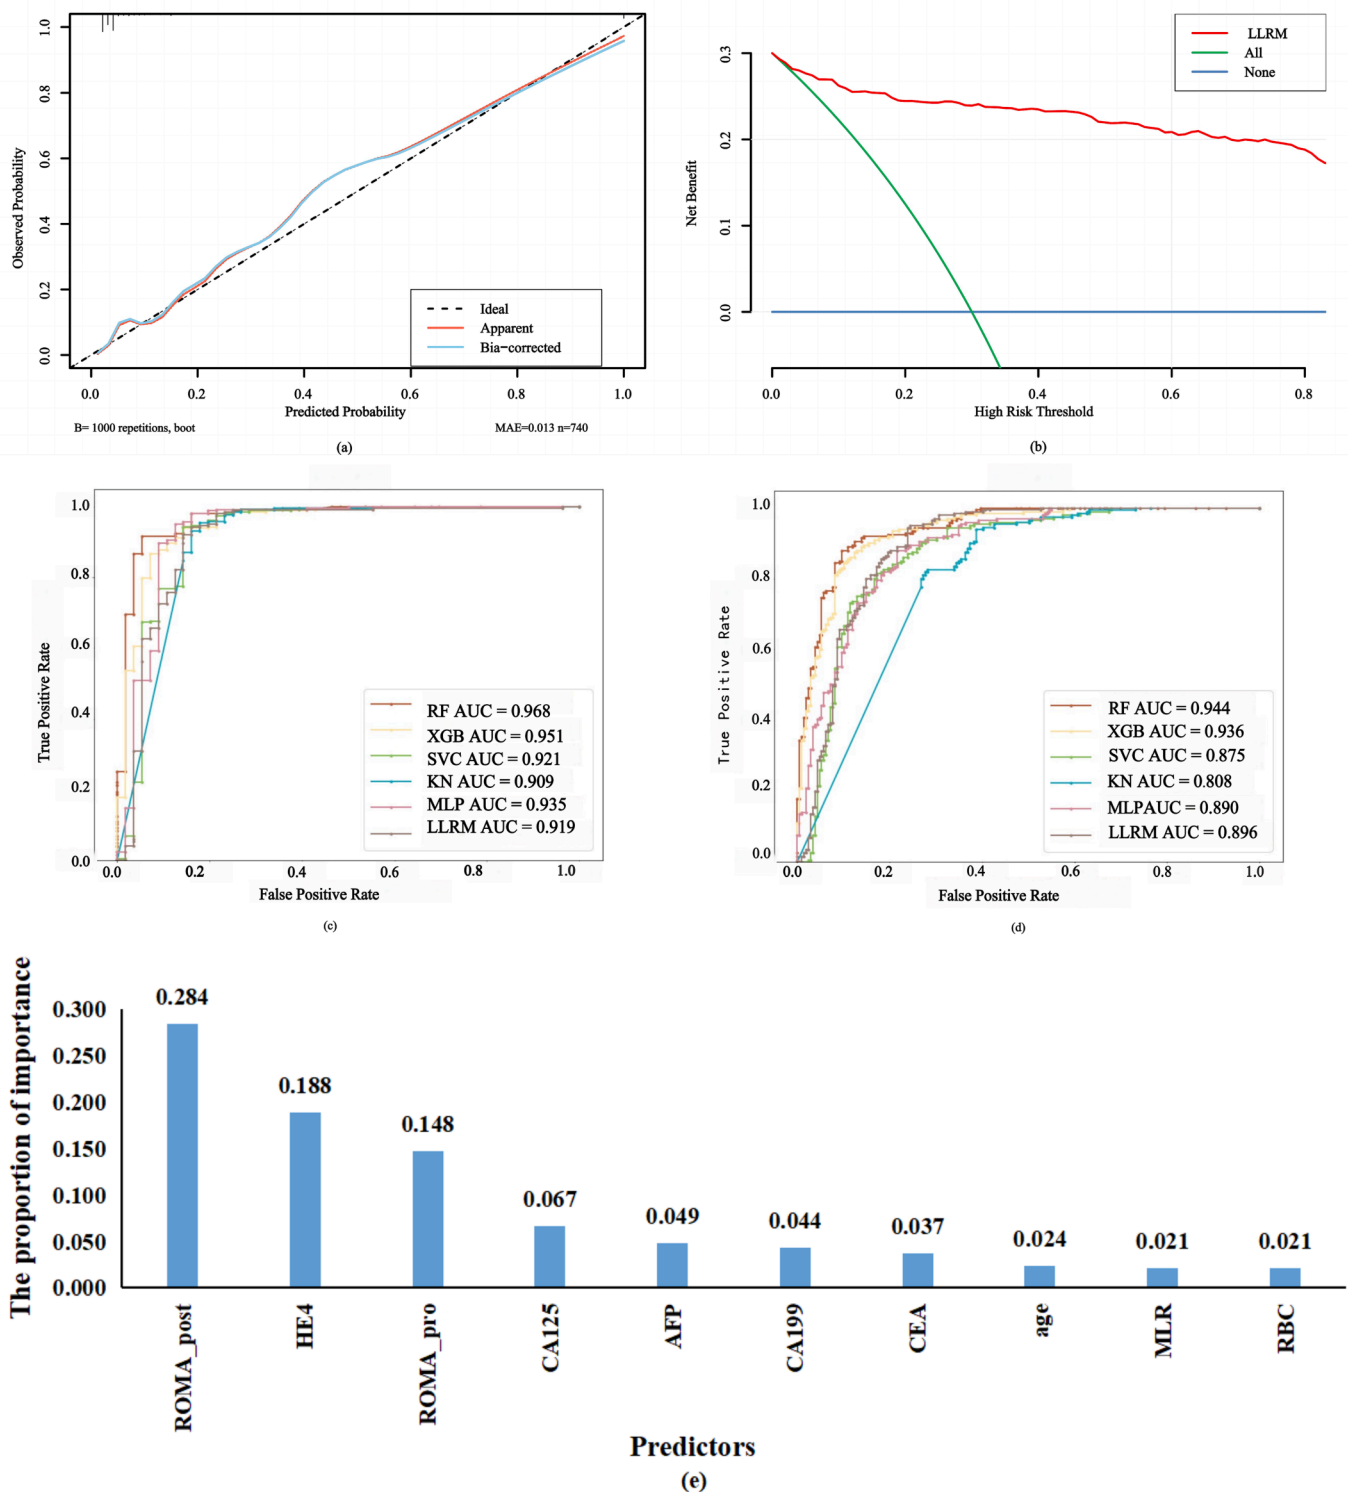 1.0
0.8
0.6
0.4
0.2
0.0
Observed Probability
Ideal
Apparent
Bia-corrected
0.0 0.2 0.4 0.6 0.8 1.0
Predicted Probability
B= 1000 repetitions, boot MAE=0.013 n=740
(a)
LLRM
All
None
0.3
0.2
0.1
0.0
Net Benefit
0.0 0.2 0.4 0.6 0.8
High Risk Threshold
(b)
1.0
0.8
0.6
0.4
0.2
0.0
True Positive Rate
RF AUC = 0.968
XGB AUC = 0.951
SVC AUC = 0.921
KN AUC = 0.909
MLP AUC = 0.935
LLRM AUC = 0.919
0.0 0.2 0.4 0.6 0.8 1.0
False Positive Rate
(c)
1.0
0.8
0.6
0.4
0.2
0.0
True Positive Rate
RF AUC = 0.944
XGB AUC = 0.936
SVC AUC = 0.875
KN AUC = 0.808
MLPAUC = 0.890
LLRM AUC = 0.896
0.0 0.2 0.4 0.6 0.8 1.0
False Positive Rate
(d)
The proportion of importance
0.300
0.250
0.200
0.150
0.100
0.050
0.000
0.284
0.188
0.148
0.067
0.049
0.044
0.037
0.024
0.021
0.021
ROMA_post
HE4
ROMA_pro
CA125
AFP
CA199
CEA
age
MLR
RBC
Predictors
(e)